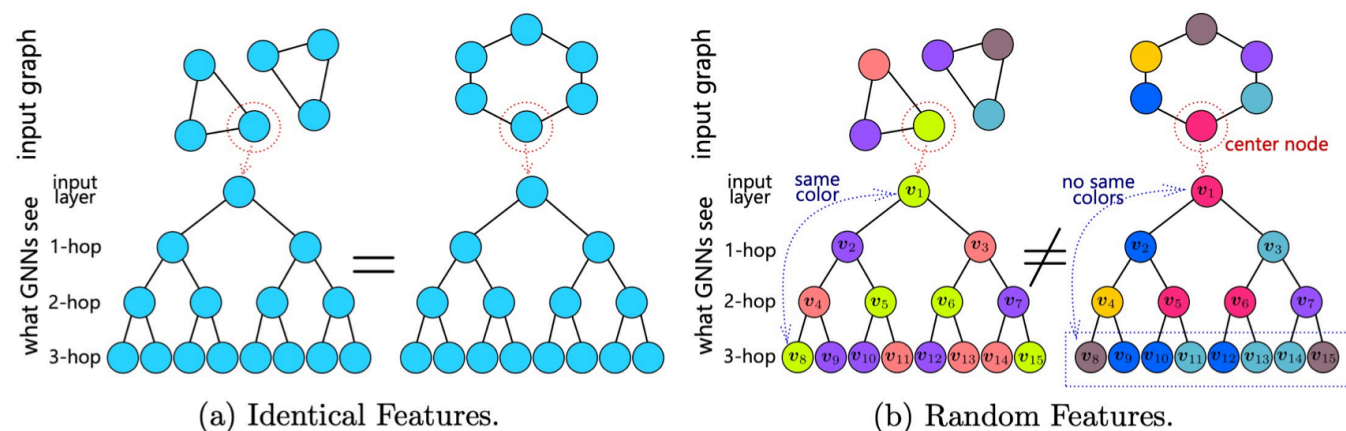 input graph
what GNNs see
input
layer
1-hop
2-hop
3-hop
=
(a) Identical Features.
input graph
what GNNs see
center node
input
layer
same
color
no same
colors
v1
v1
1-hop
v2
v3
≠
v2
v3
2-hop
v4
v5
v6
v7
v4
v5
v6
v7
3-hop
v8
v9
v10
v11
v12
v13
v14
v15
v8
v9
v10
v11
v12
v13
v14
v15
(b) Random Features.